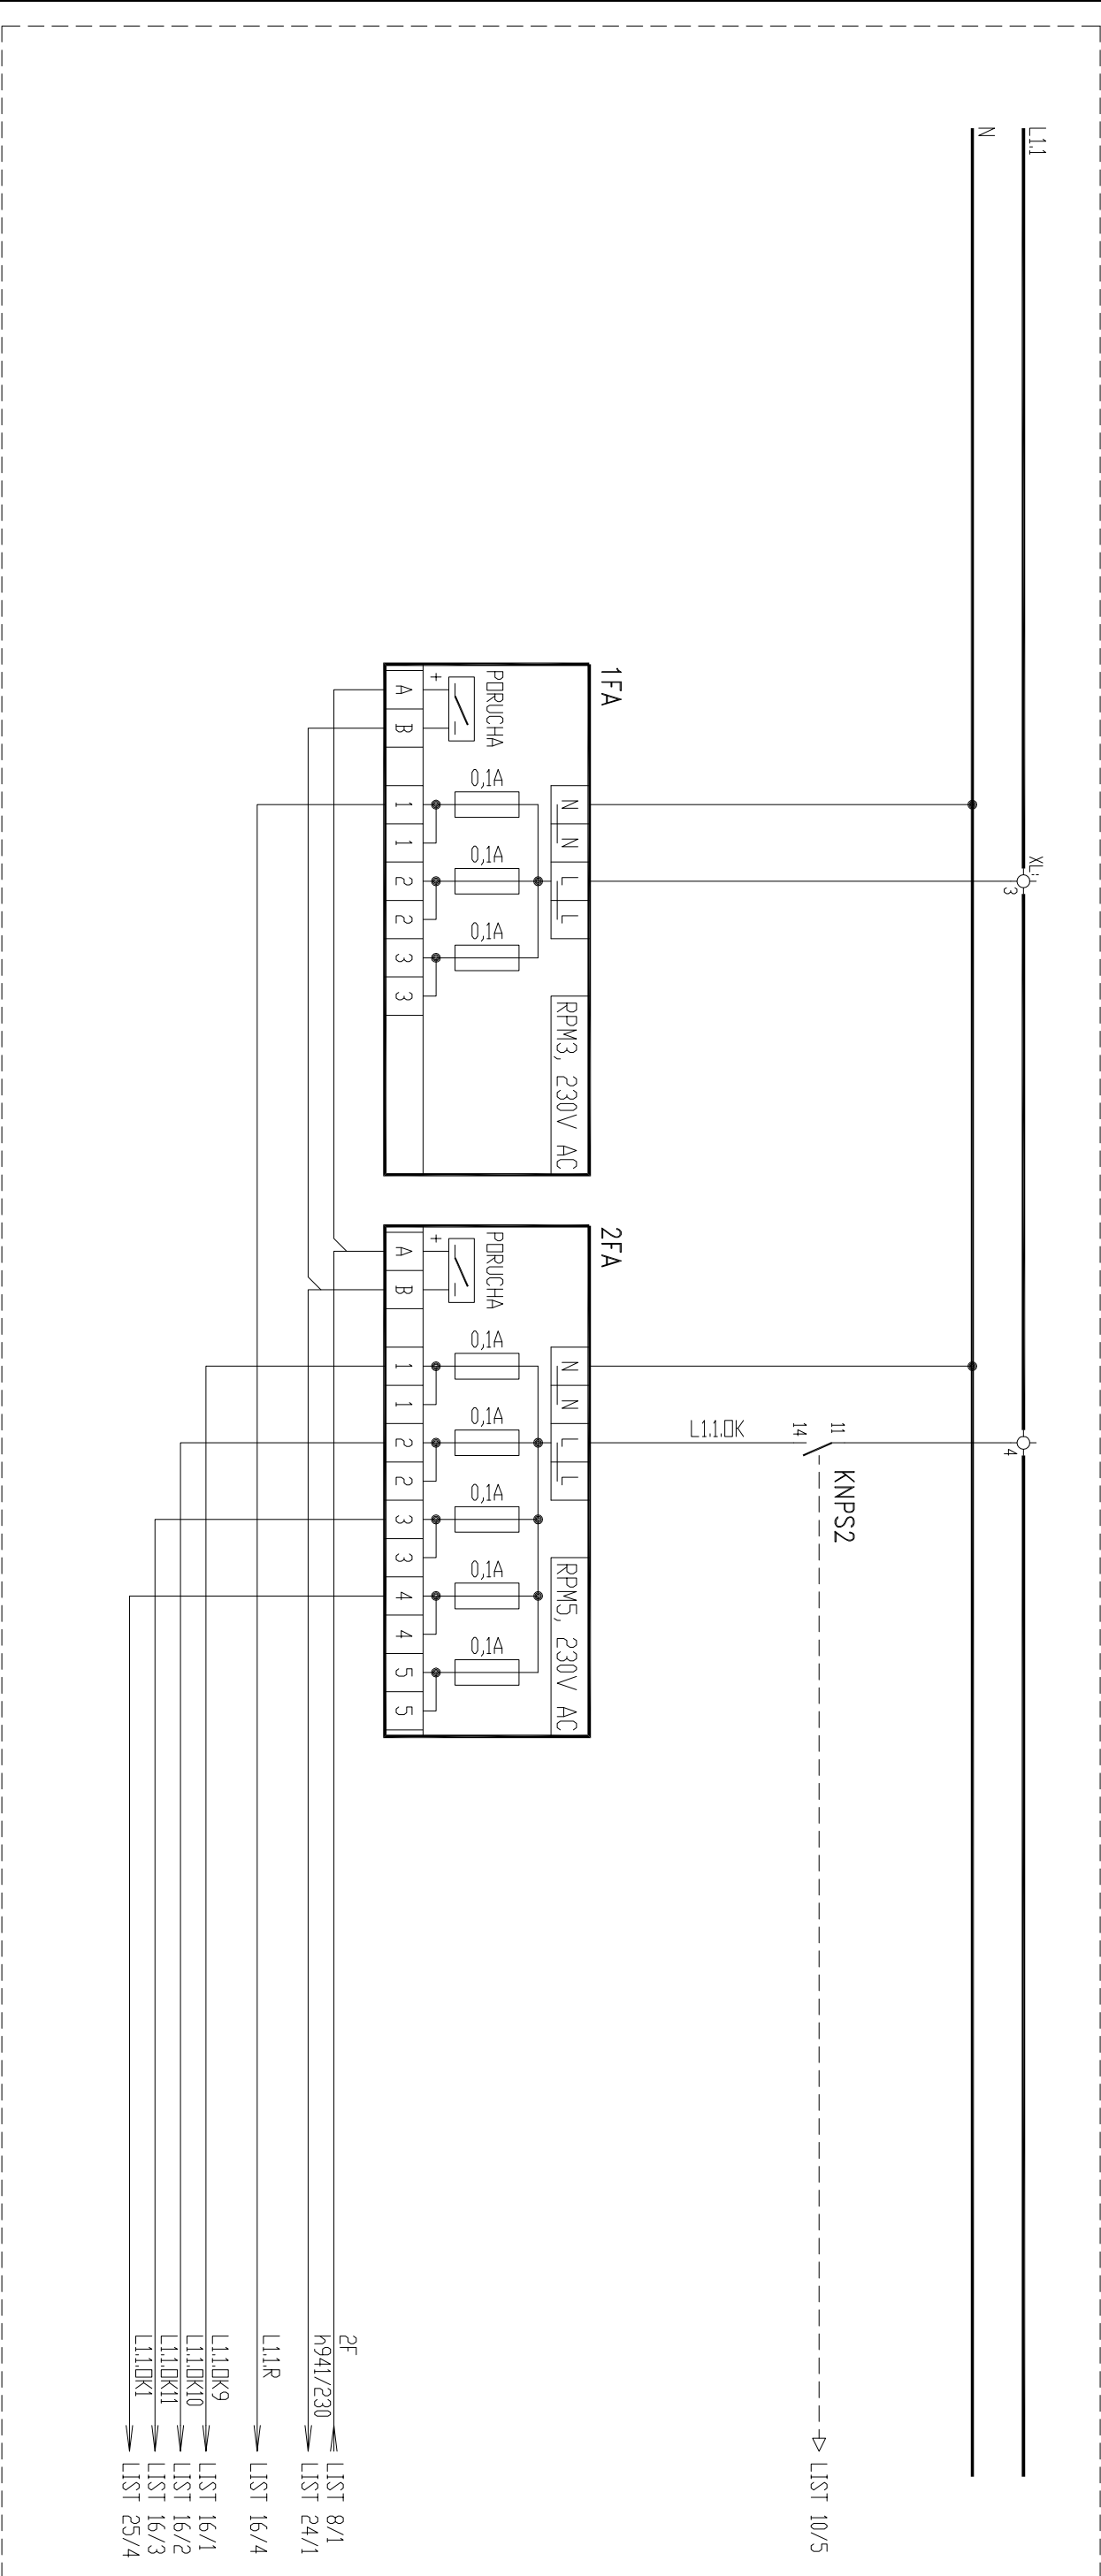 L1.1
N
XL:
3
4
11
14
KNPS2
L1.1.OK
LIST 10/5
1FA
N N L L
RPM3, 230V AC
PORUCHA
+
0,1A
0,1A
0,1A
A B 1 1 2 2 3 3
2FA
N N L L
RPM5, 230V AC
PORUCHA
+
0,1A
0,1A
0,1A
0,1A
0,1A
A B 1 1 2 2 3 3 4 4 5 5
2F LIST 8/1
h941/230 LIST 24/1
L1.1.R LIST 16/4
L1.1.OK9 LIST 16/1
L1.1.OK10 LIST 16/2
L1.1.OK11 LIST 16/3
L1.1.OK1 LIST 25/4